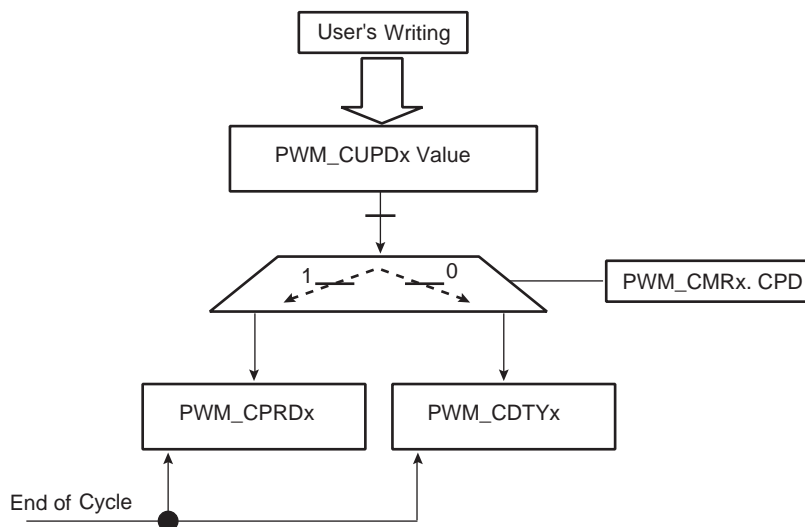 User's Writing
PWM_CUPDx Value
1
0
PWM_CMRx. CPD
PWM_CPRDx
PWM_CDTYx
End of Cycle